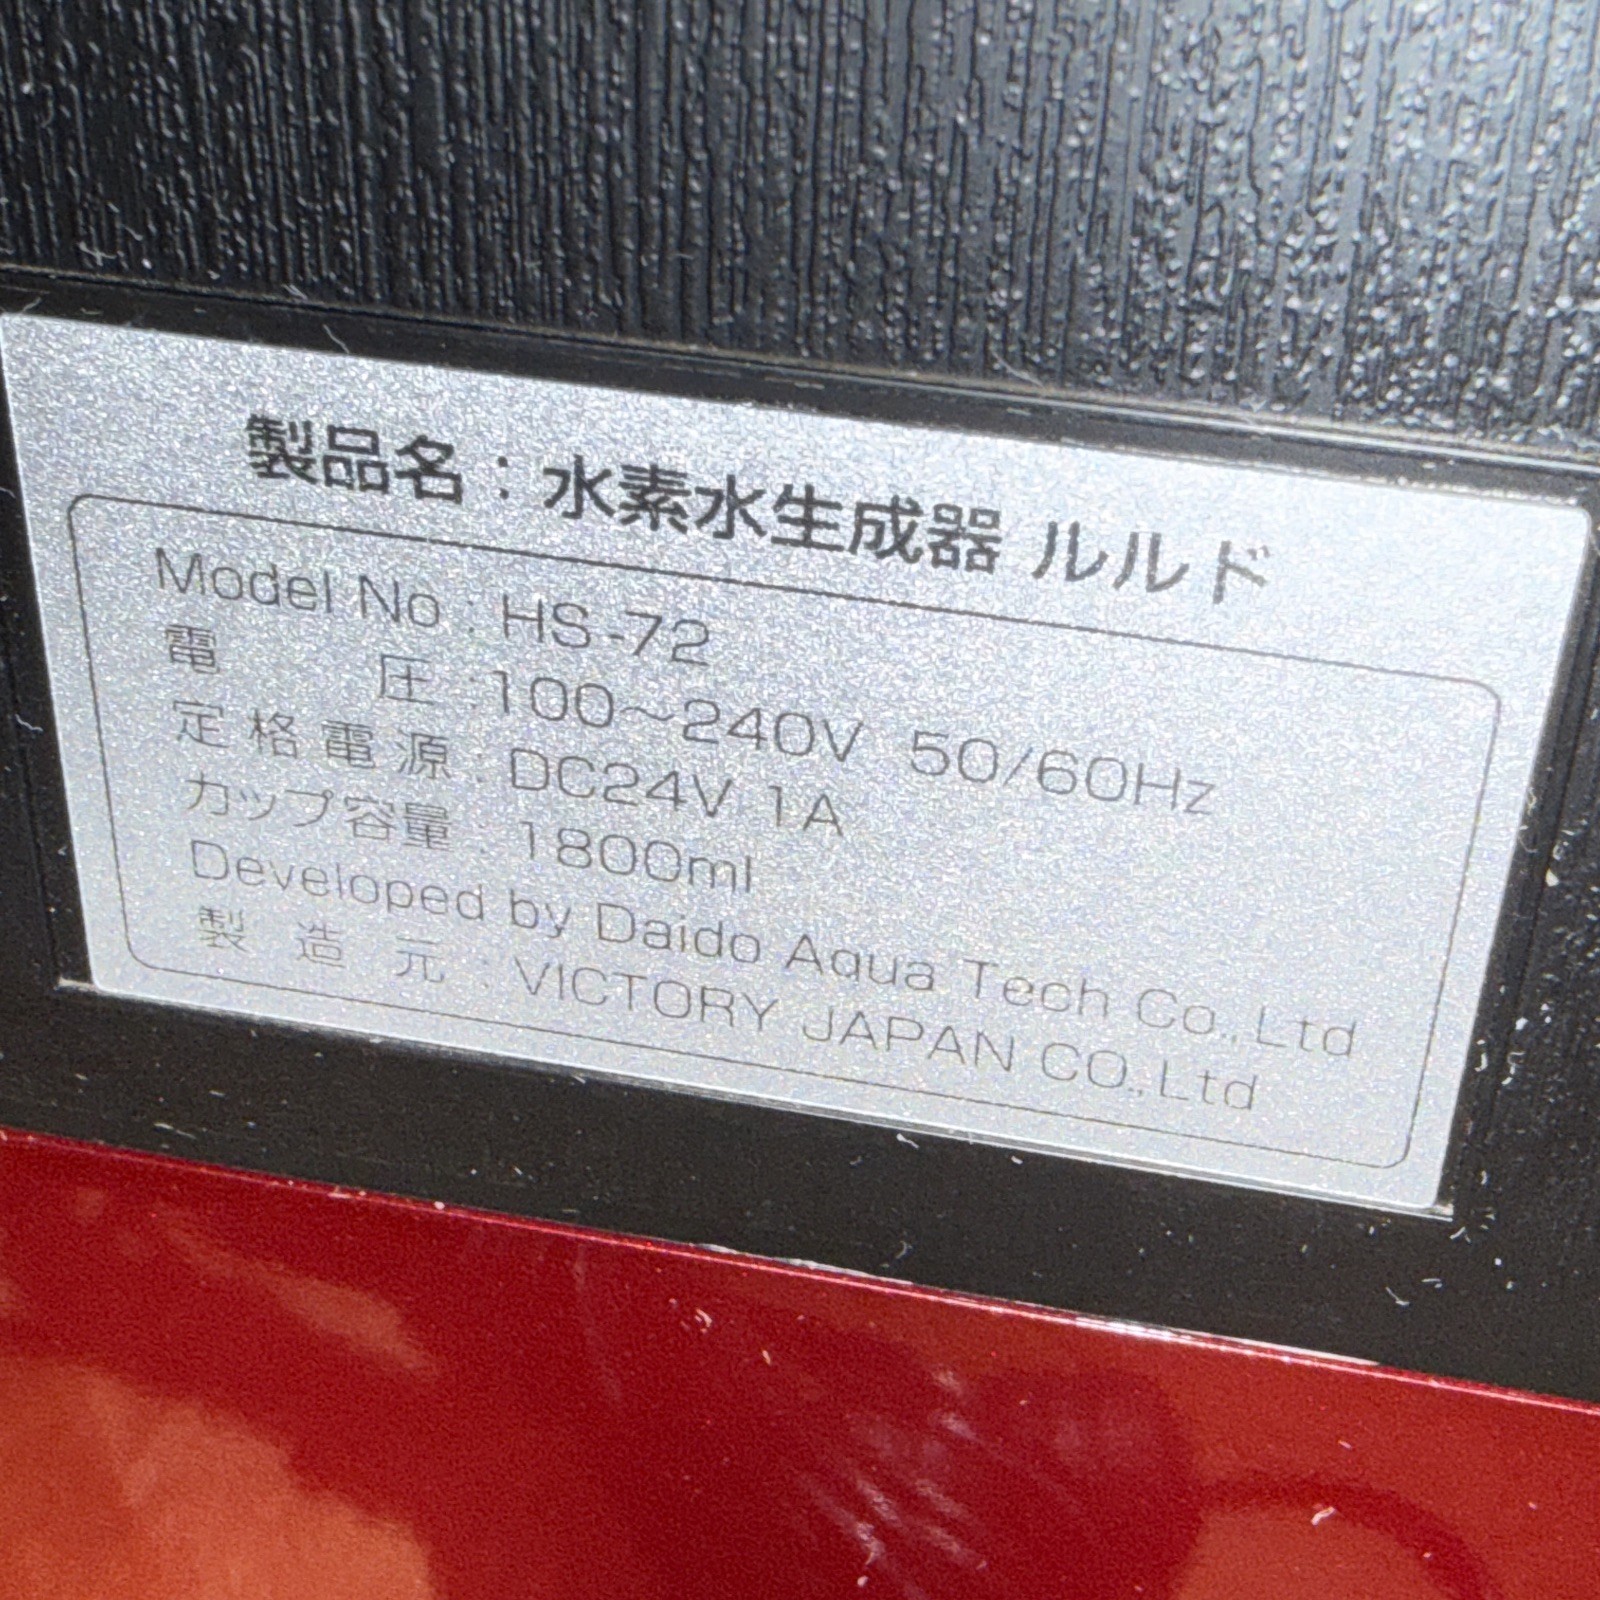 製品名：水素水生成器 ルルド
Model No : HS-72
電圧 : 100～240V 50/60Hz
定格電源 : DC24V 1A
カップ容量 : 1800ml
Developed by Daido Aqua Tech Co.,Ltd
製造元 : VICTORY JAPAN CO.,Ltd